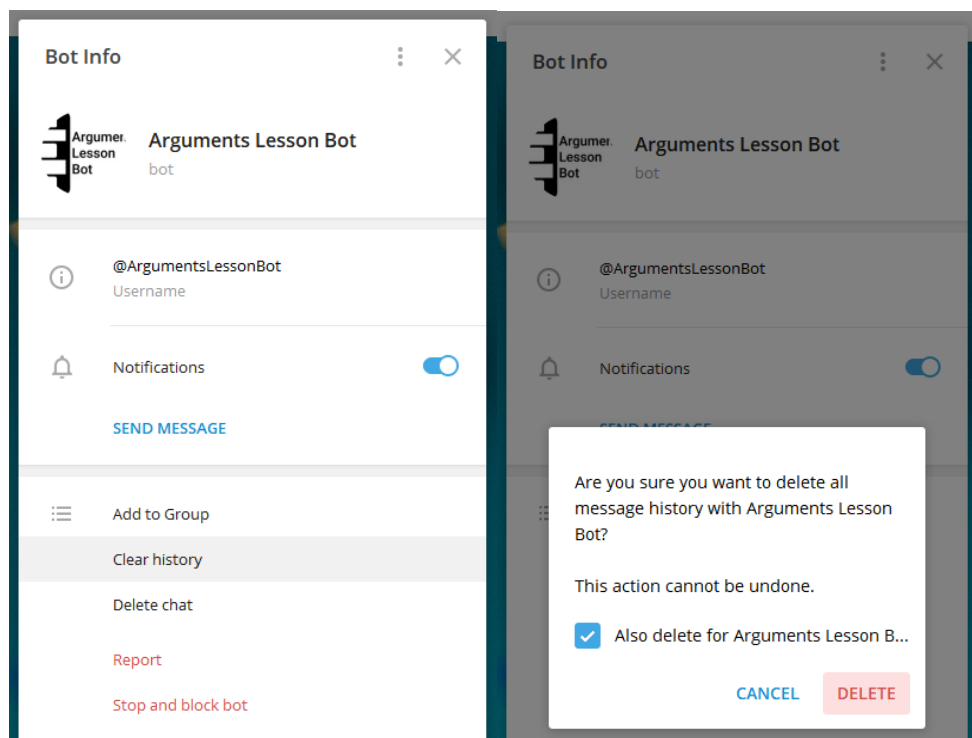 Bot Info
Argumer.
Lesson
Bot
Arguments Lesson Bot
bot
@ArgumentsLessonBot
Username
Notifications
SEND MESSAGE
Add to Group
Clear history
Delete chat
Report
Stop and block bot
Bot Info
Argumer.
Lesson
Bot
Arguments Lesson Bot
bot
@ArgumentsLessonBot
Username
Notifications
SEND MESSAGE
Are you sure you want to delete all
message history with Arguments Lesson
Bot?
This action cannot be undone.
Also delete for Arguments Lesson B...
CANCEL
DELETE